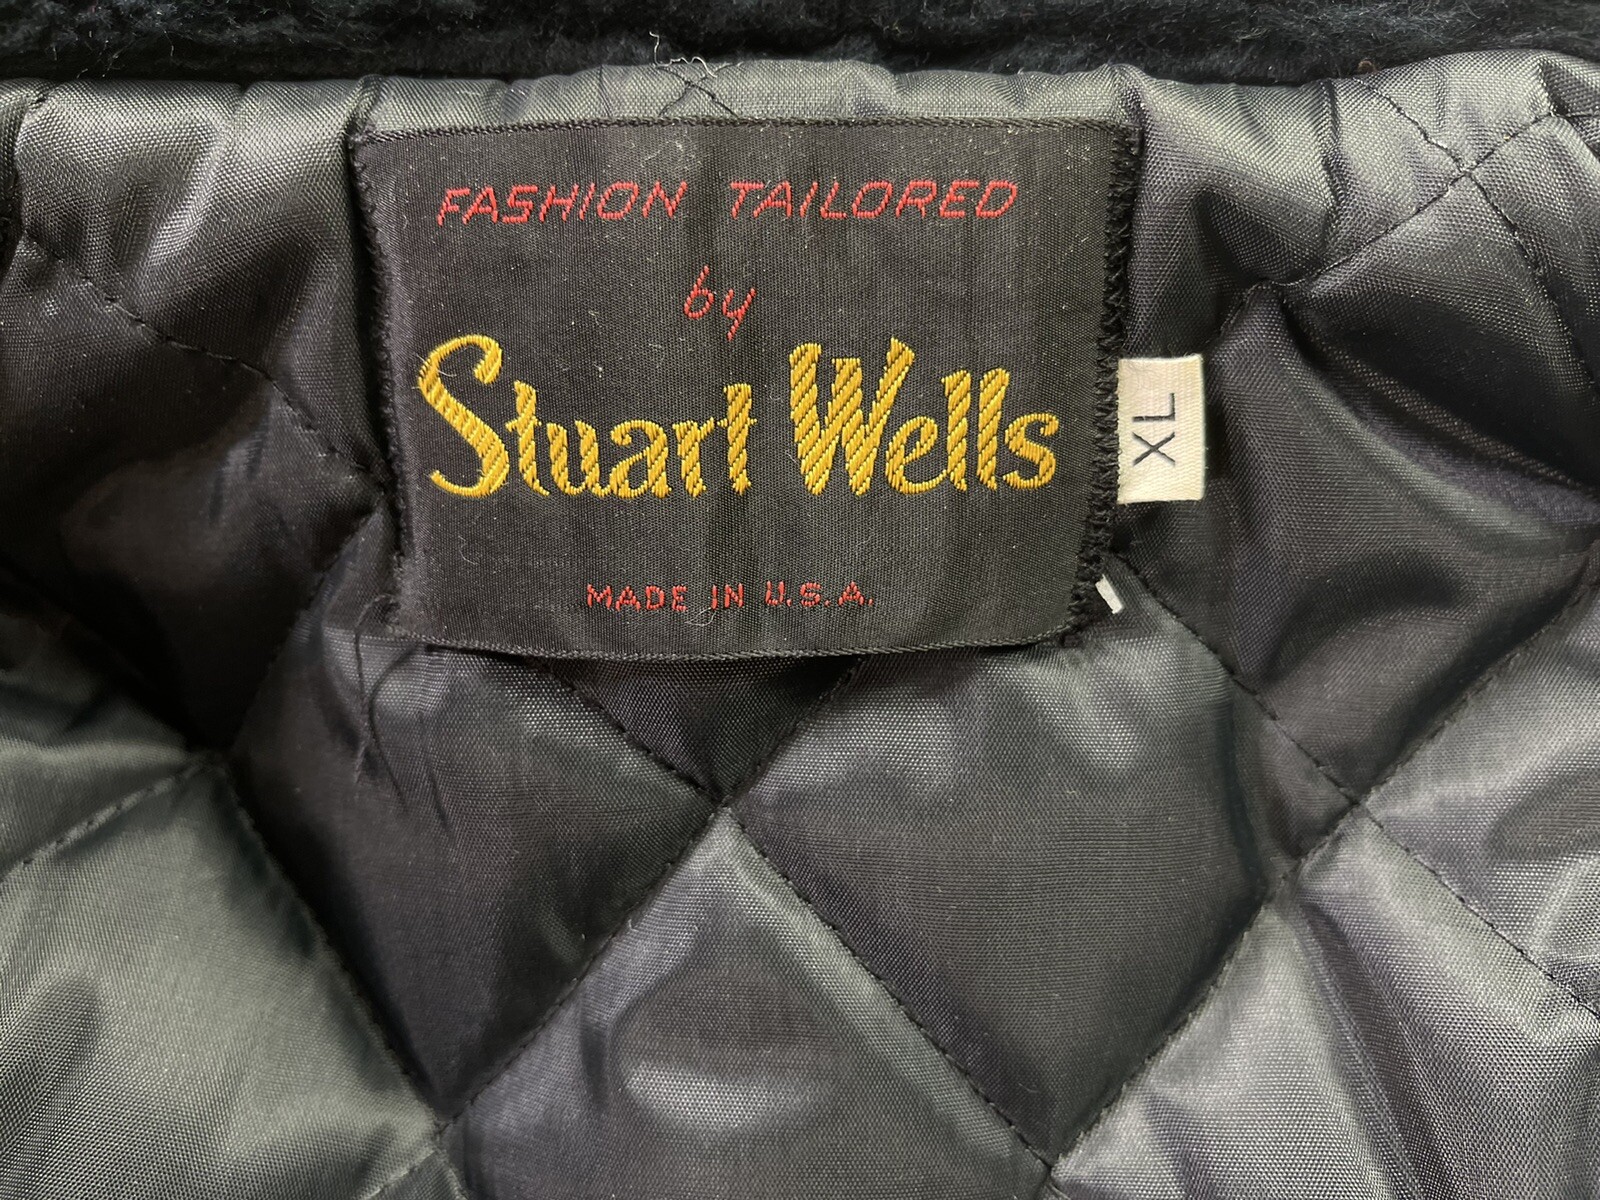 FASHION TAILORED
by
Stuart Wells
MADE IN U.S.A.
XL